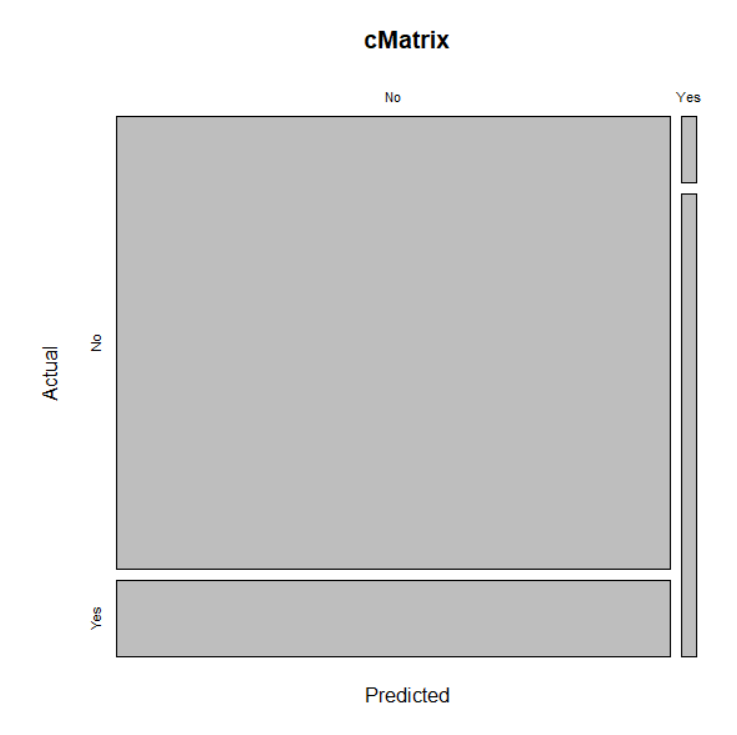 cMatrix
No
Yes
Actual
No
Yes
Predicted